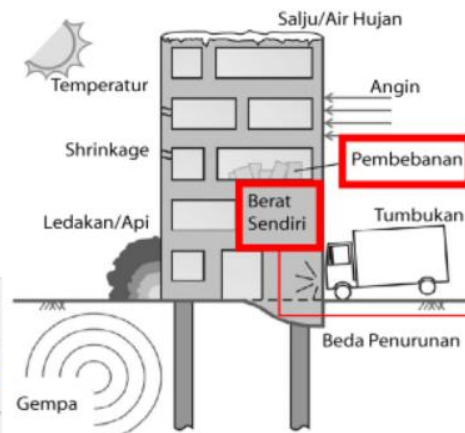 Salju/Air Hujan
Temperatur
Angin
Shrinkage
Pembebanan
Berat
Sendiri
Ledakan/Api
Tumbukan
Beda Penurunan
Gempa